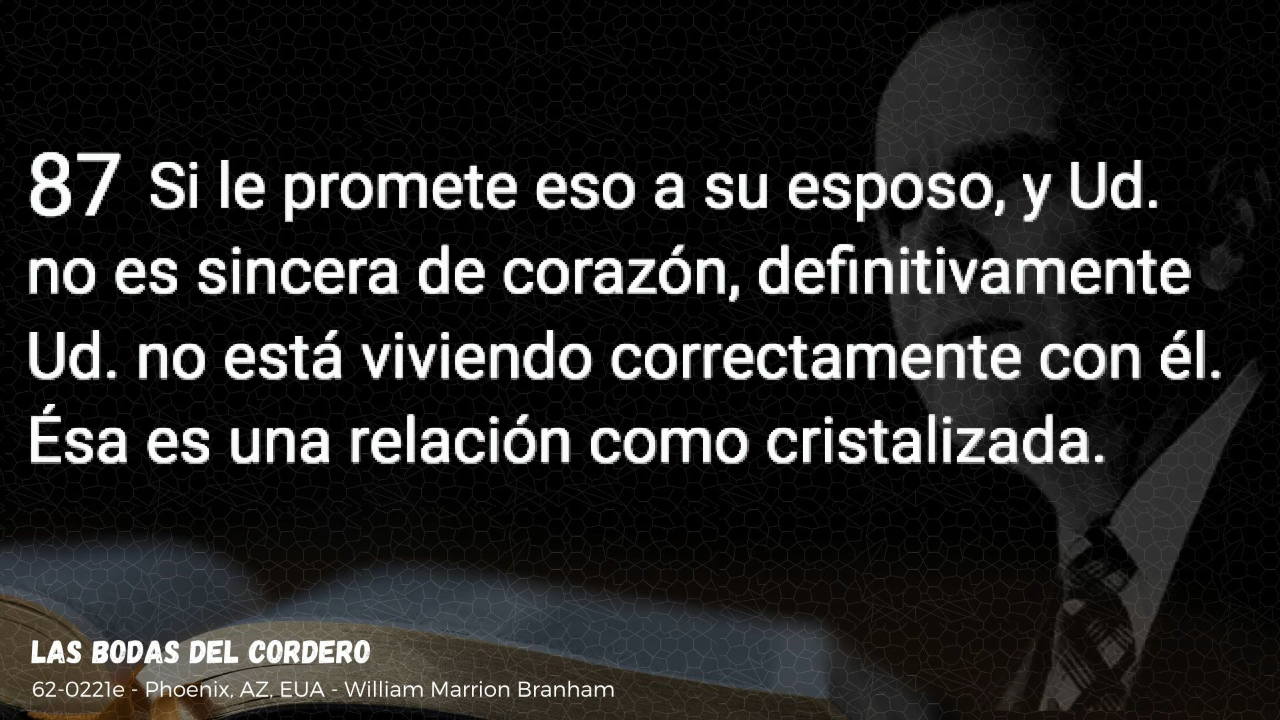 87 Si le promete eso a su esposo, y Ud.
no es sincera de corazón, definitivamente
Ud. no está viviendo correctamente con él.
Ésa es una relación como cristalizada.
LAS BODAS DEL CORDERO
62-0221e - Phoenix, AZ, EUA - William Marrion Branham